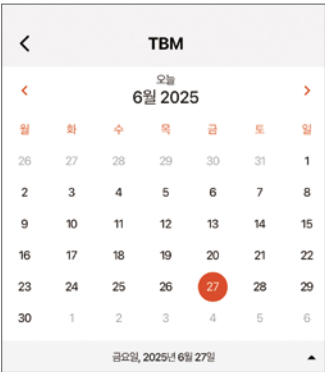 TBM
오늘
6월 2025
월 화 수 목 금 토 일
26 27 28 29 30 31 1
2 3 4 5 6 7 8
9 10 11 12 13 14 15
16 17 18 19 20 21 22
23 24 25 26 27 28 29
30 1 2 3 4 5 6
금요일, 2025년 6월 27일